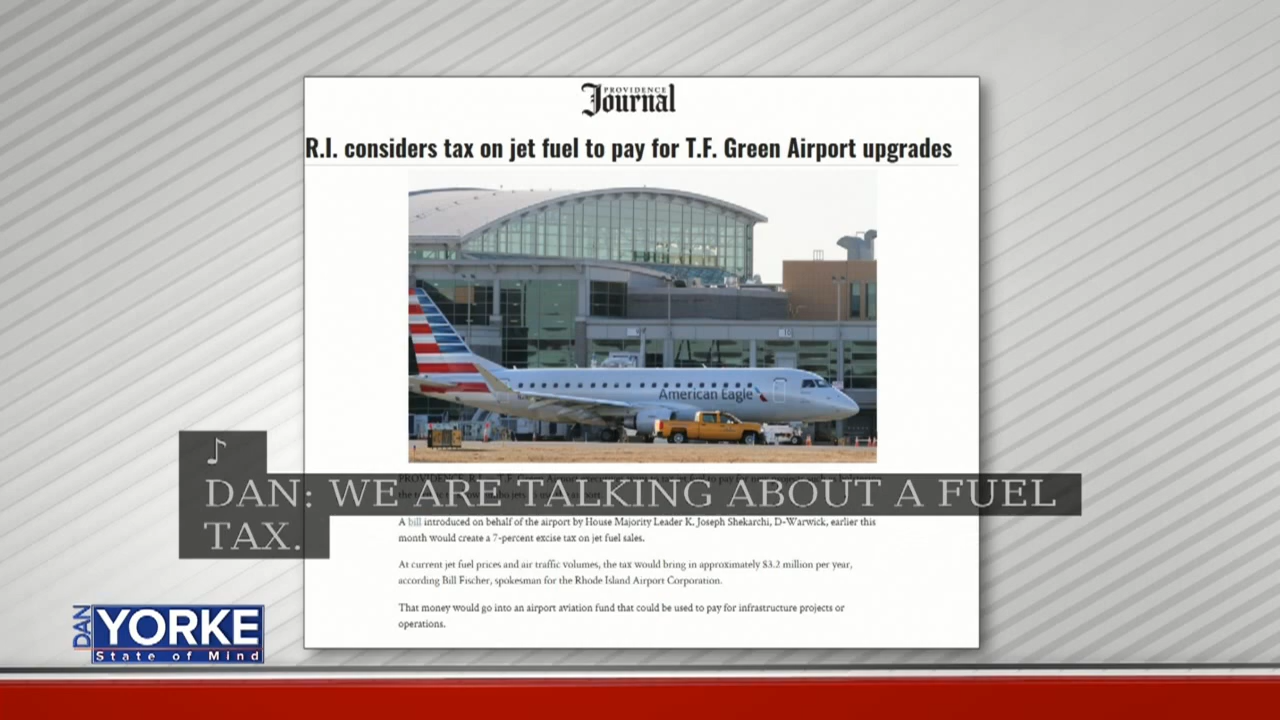 PROVIDENCE
Journal
R.I. considers tax on jet fuel to pay for T.F. Green Airport upgrades
American Eagle
♪
DAN: WE ARE TALKING ABOUT A FUEL
TAX.
A bill introduced on behalf of the airport by House Majority Leader K. Joseph Shekarchi, D-Warwick, earlier this
month would create a 7-percent excise tax on jet fuel sales.
At current jet fuel prices and air traffic volumes, the tax would bring in approximately $3.2 million per year,
according Bill Fischer, spokesman for the Rhode Island Airport Corporation.
That money would go into an airport aviation fund that could be used to pay for infrastructure projects or
operations.
DAN
YORKE
State of Mind